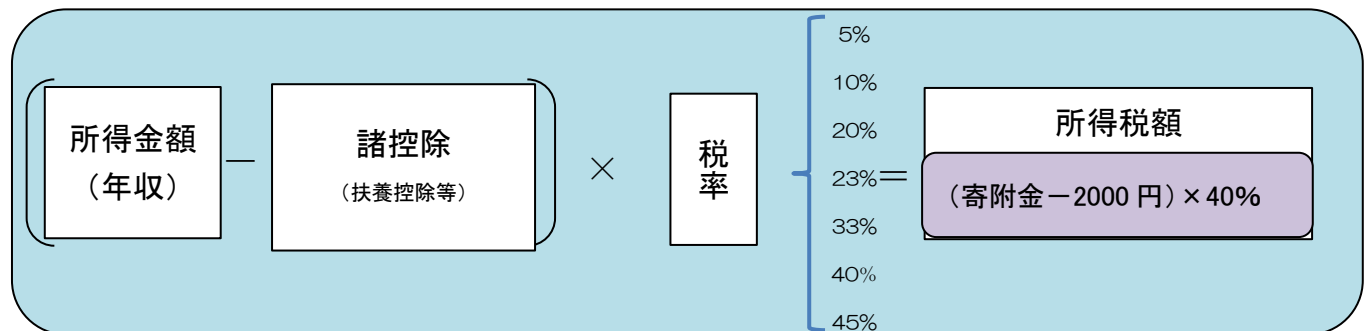 所得金額
（年収）
－
諸控除
（扶養控除等）
×
税率
5%
10%
20%
23%
33%
40%
45%
＝
所得税額
（寄附金－2000 円）×40%